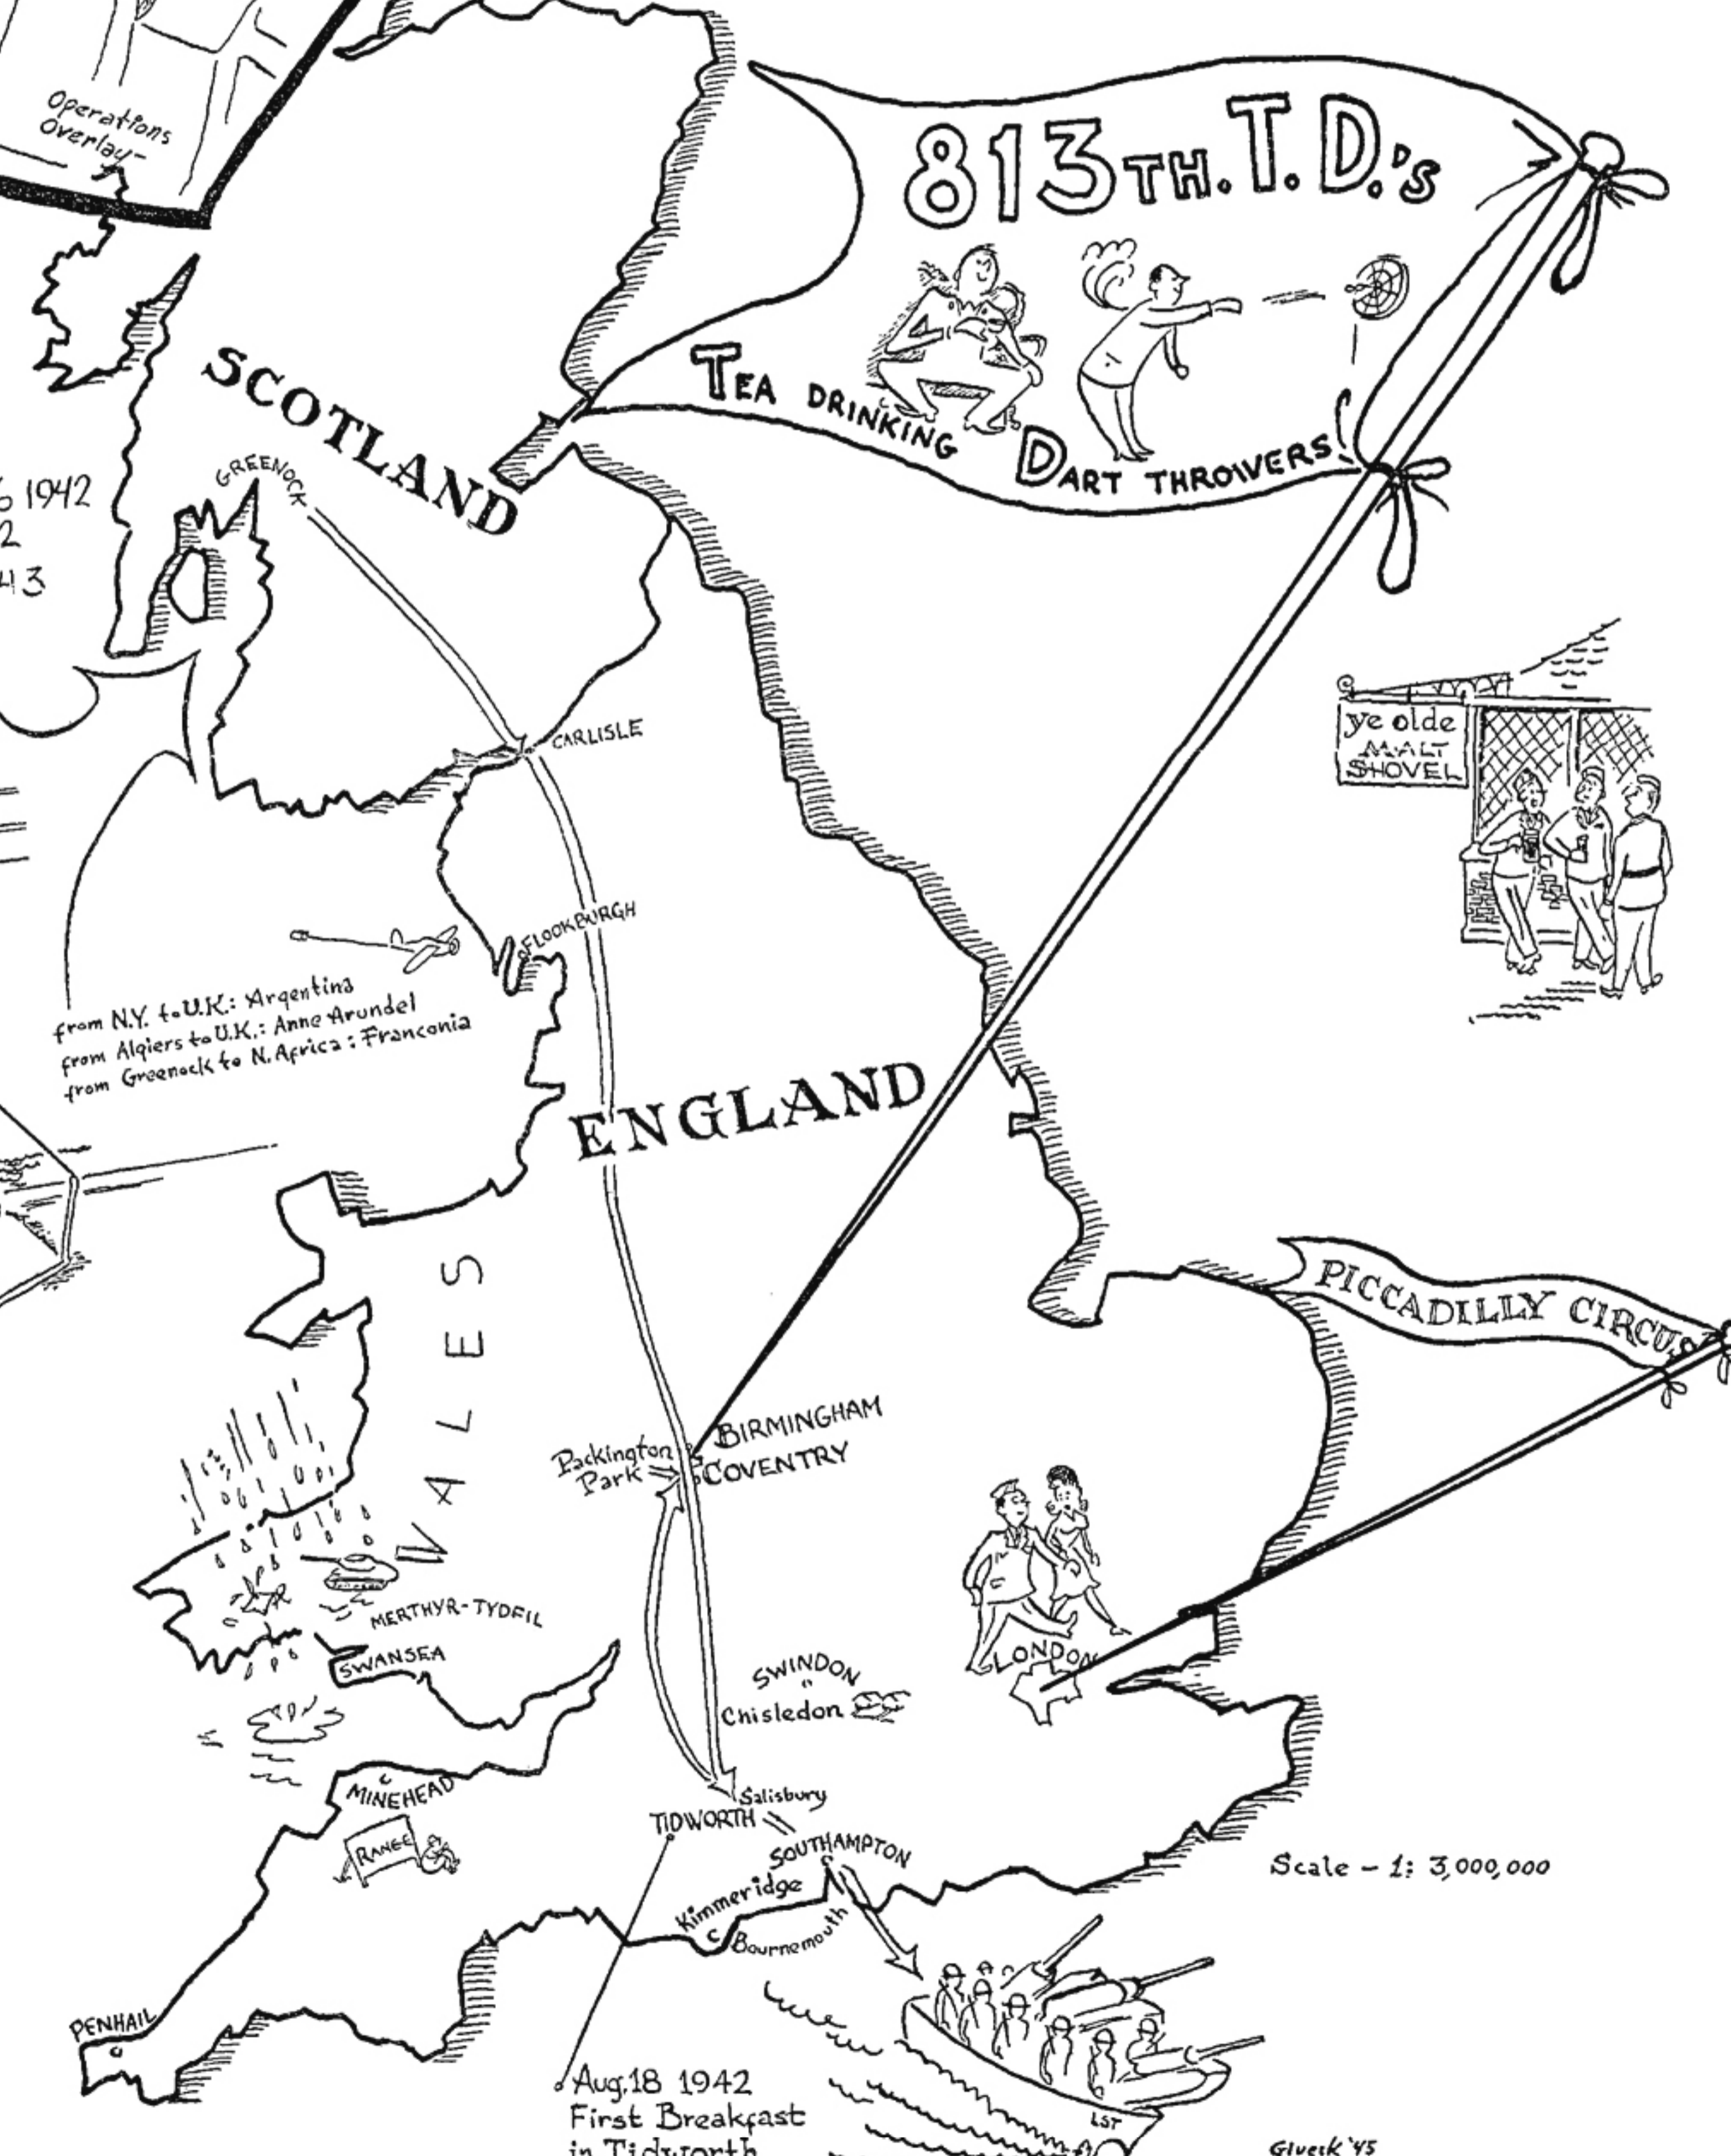 Operations
Overlay-
813TH. T.D.'s
TEA DRINKING
DART THROWERS!
SCOTLAND
GREENOCK
1942
2
43
ye olde
MALT
SHOVEL
CARLISLE
FLOOKBURGH
from N.Y. to U.K.: Argentina
from Algiers to U.K.: Anne Arundel
from Greenock to N. Africa: Franconia
ENGLAND
WALES
PICCADILLY CIRCUS
BIRMINGHAM
Packington
Park
COVENTRY
MERTHYR-TYDFIL
SWANSEA
LONDON
SWINDON
Chisledon
MINEHEAD
RANGE
Salisbury
TIDWORTH
SOUTHAMPTON
Kimmeridge
Bournemouth
Scale - 1: 3,000,000
PENHAIL
Aug. 18 1942
First Breakfast
in Tidworth
LST
Glueck '45